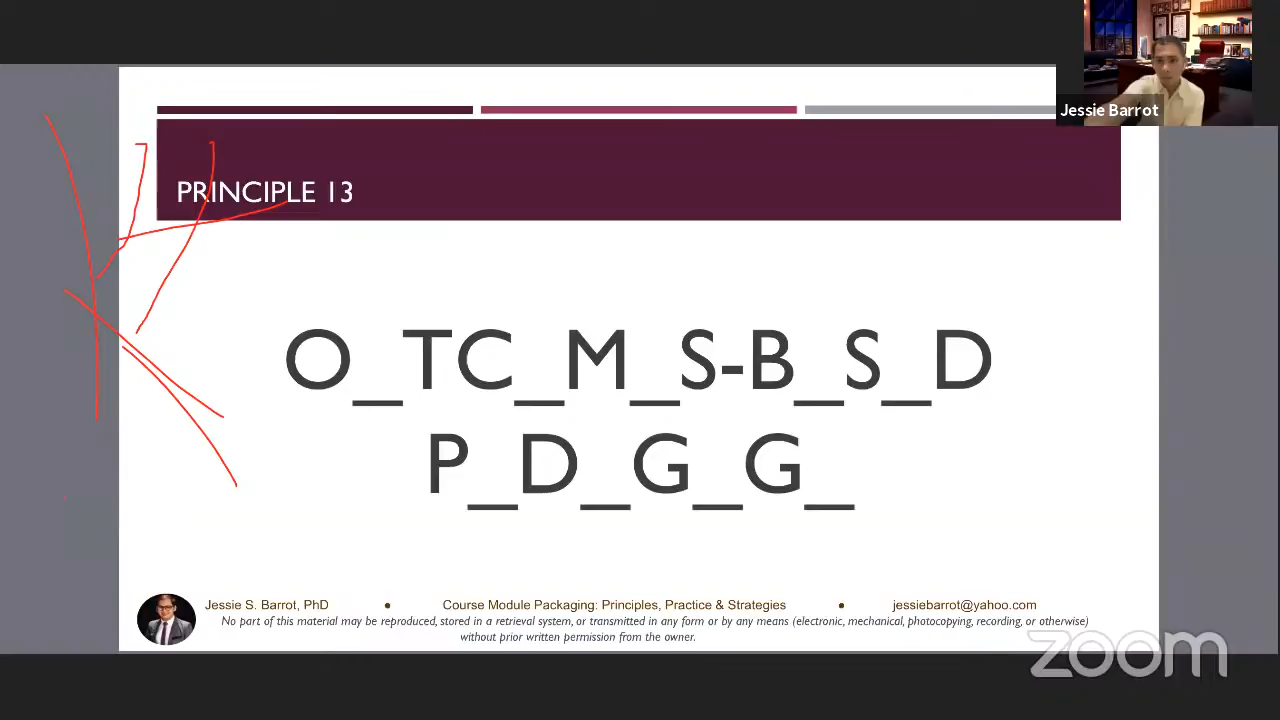 Jessie Barrot
PRINCIPLE 13
O_TC_M_S-B_S_D
P_D_G_G_
Jessie S. Barrot, PhD • Course Module Packaging: Principles, Practice & Strategies • jessiebarrot@yahoo.com
No part of this material may be reproduced, stored in a retrieval system, or transmitted in any form or by any means (electronic, mechanical, photocopying, recording, or otherwise)
without prior written permission from the owner.
zoom